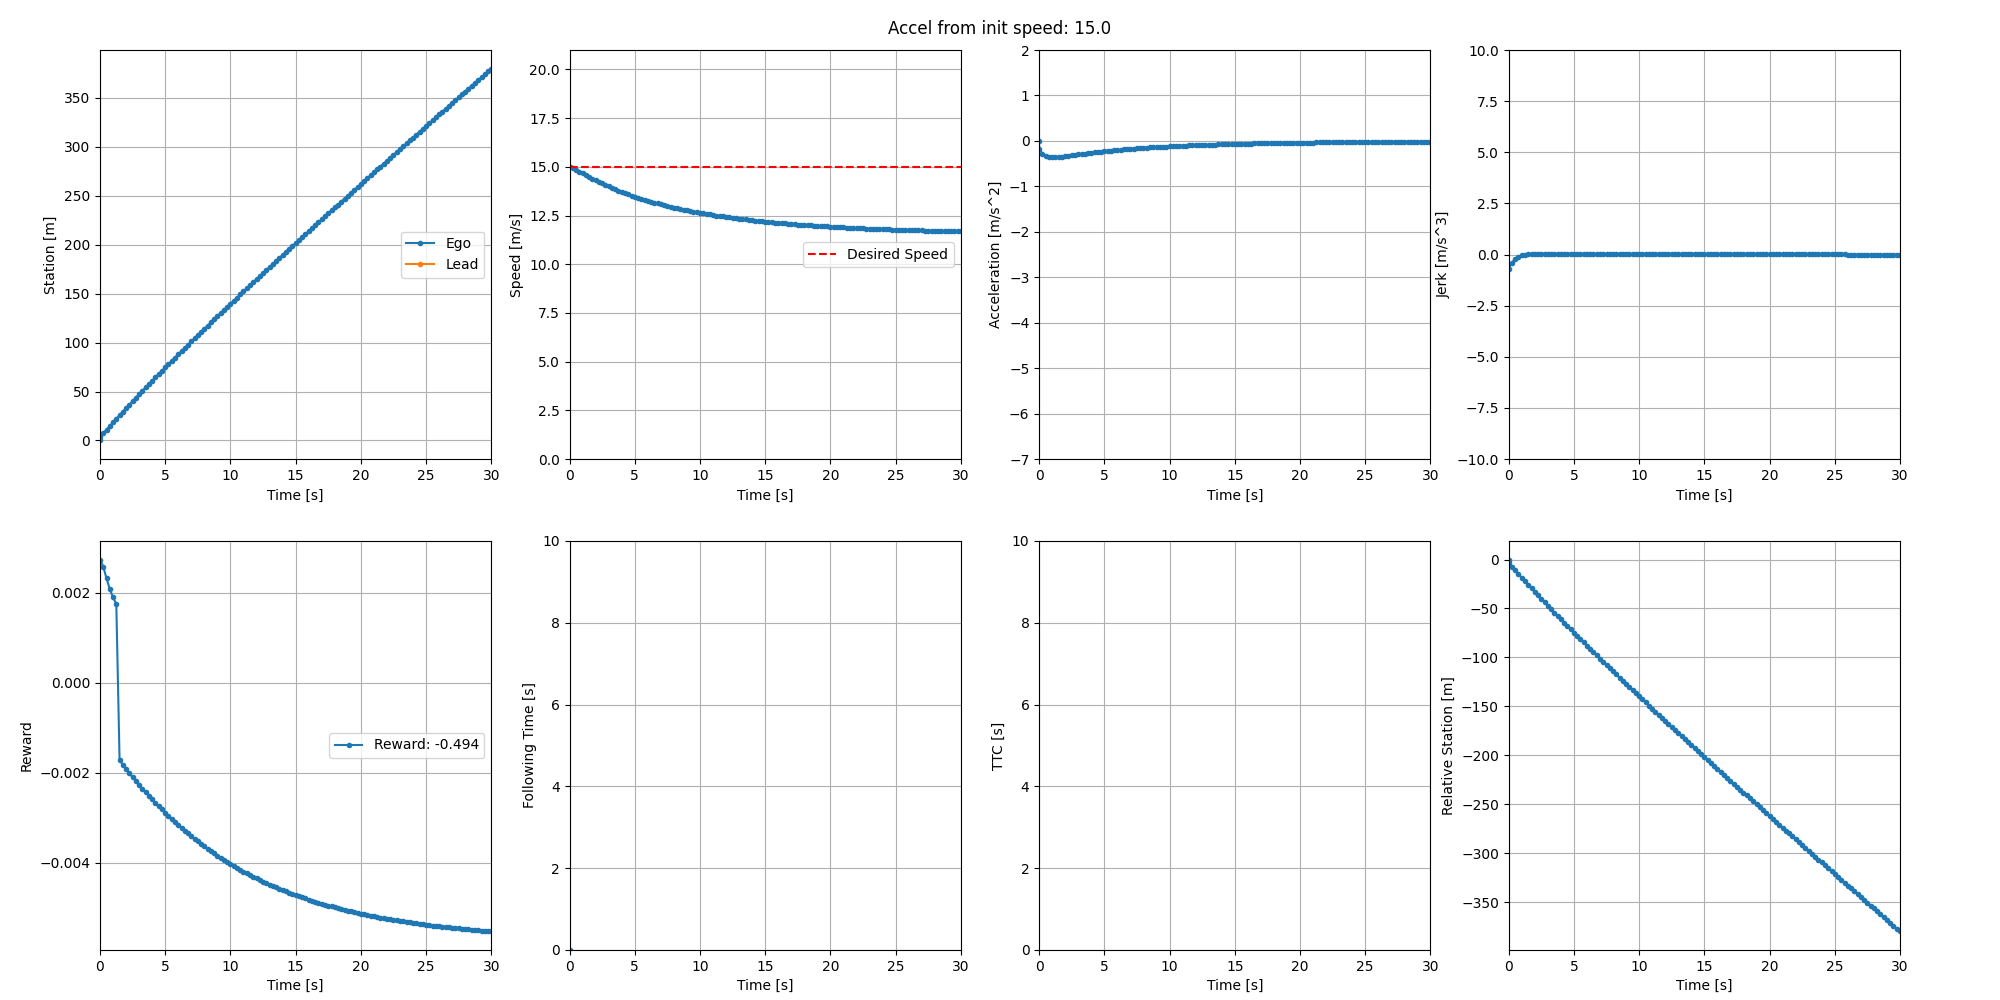 Accel from init speed: 15.0
Station [m]
350
300
250
200
150
100
50
0
0 5 10 15 20 25 30
Time [s]
Ego
Lead
Speed [m/s]
20.0
17.5
15.0
12.5
10.0
7.5
5.0
2.5
0.0
0 5 10 15 20 25 30
Time [s]
Desired Speed
Acceleration [m/s^2]
2
1
0
−1
−2
−3
−4
−5
−6
−7
0 5 10 15 20 25 30
Time [s]
Jerk [m/s^3]
10.0
7.5
5.0
2.5
0.0
−2.5
−5.0
−7.5
−10.0
0 5 10 15 20 25 30
Time [s]
Reward
0.002
0.000
−0.002
−0.004
0 5 10 15 20 25 30
Time [s]
Reward: -0.494
Following Time [s]
10
8
6
4
2
0
0 5 10 15 20 25 30
Time [s]
TTC [s]
10
8
6
4
2
0
0 5 10 15 20 25 30
Time [s]
Relative Station [m]
0
−50
−100
−150
−200
−250
−300
−350
0 5 10 15 20 25 30
Time [s]